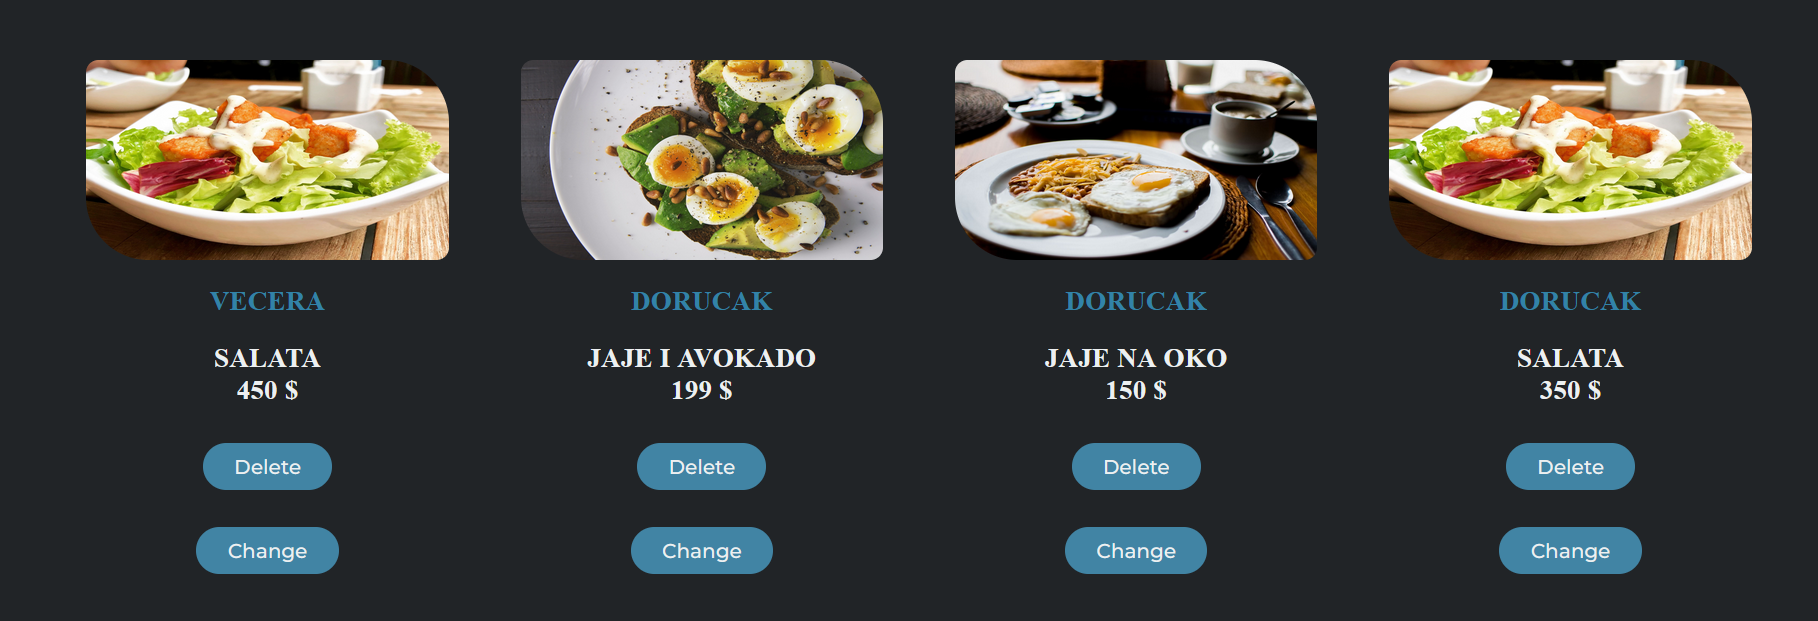 VECERA
SALATA
450 $
Delete
Change
DORUCAK
JAJE I AVOKADO
199 $
Delete
Change
DORUCAK
JAJE NA OKO
150 $
Delete
Change
DORUCAK
SALATA
350 $
Delete
Change